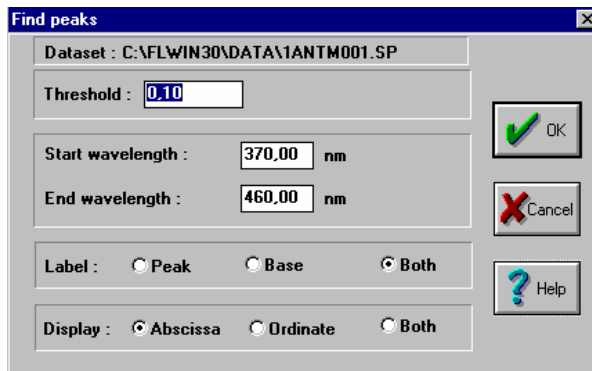 Find peaks
Dataset : C:\FLWIN30\DATA\1ANTM001.SP
Threshold : 0,10
OK
Start wavelength : 370,00 nm
End wavelength : 460,00 nm
Cancel
Label : Peak Base Both
Help
Display : Abscissa Ordinate Both